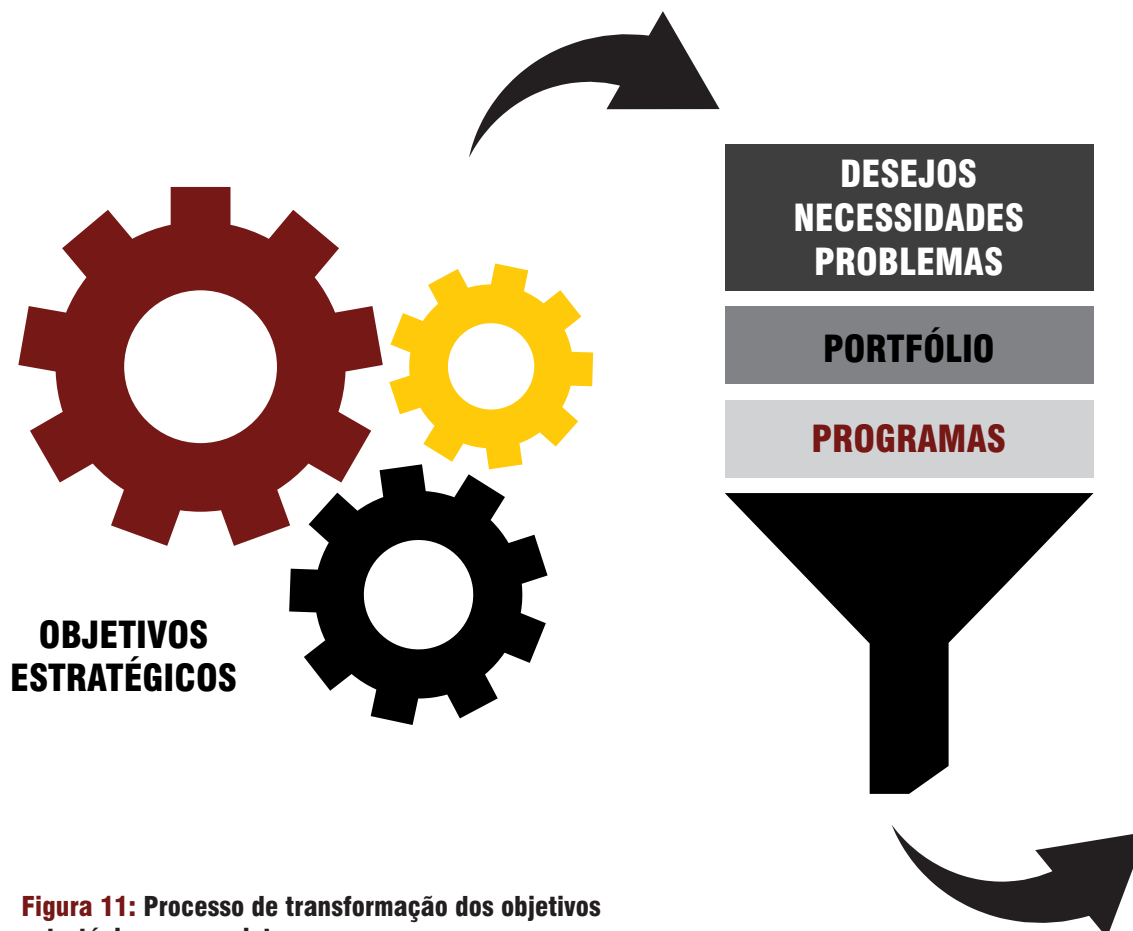 DESEJOS
NECESSIDADES
PROBLEMAS
PORTFÓLIO
PROGRAMAS
OBJETIVOS
ESTRATÉGICOS
Figura 11: Processo de transformação dos objetivos